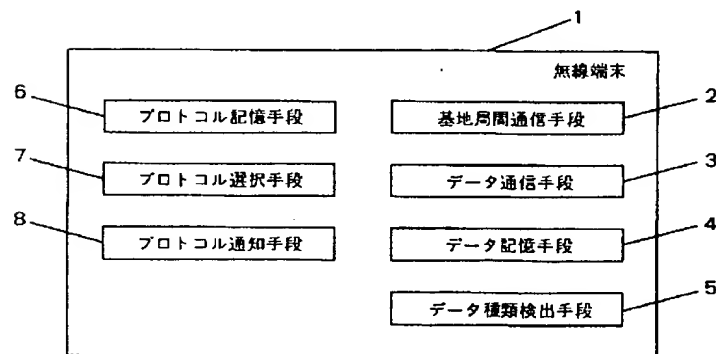 1
無線端末
6
プロトコル記憶手段
基地局間通信手段
2
7
プロトコル選択手段
データ通信手段
3
8
プロトコル通知手段
データ記憶手段
4
データ種類検出手段
5